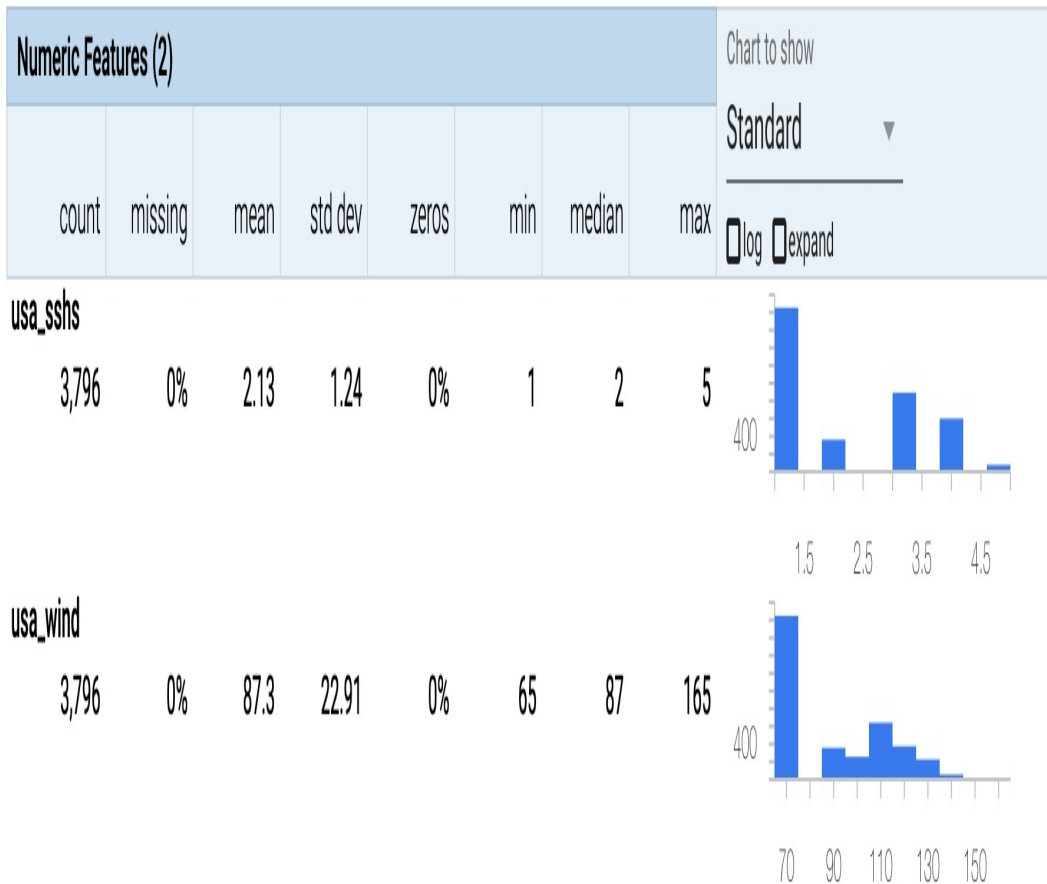 Numeric Features (2)
Chart to show
Standard
count missing mean std dev zeros min median max
log expand
usa_sshs
3,796 0% 2.13 1.24 0% 1 2 5
400
1.5 2.5 3.5 4.5
usa_wind
3,796 0% 87.3 22.91 0% 65 87 165
400
70 90 110 130 150